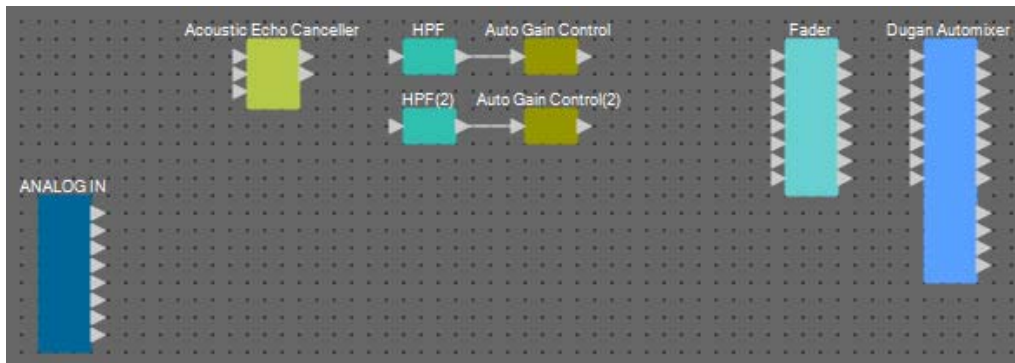 Acoustic Echo Canceller
HPF
Auto Gain Control
Fader
Dugan Automixer
HPF(2)
Auto Gain Control(2)
ANALOG IN